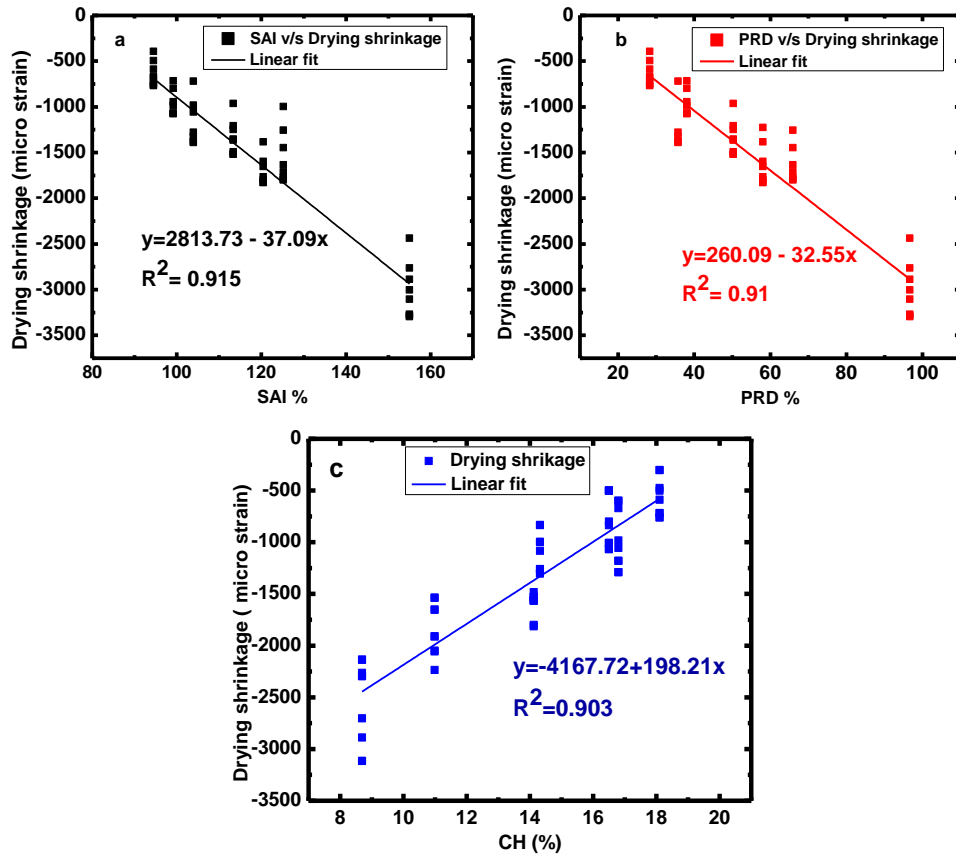 a
SAI v/s Drying shrinkage
Linear fit
Drying shrinkage (micro strain)
0
-500
-1000
-1500
-2000
-2500
-3000
-3500
y=2813.73 - 37.09x
R2= 0.915
80 100 120 140 160
SAI %
b
PRD v/s Drying shrinkage
Linear fit
Drying shrinkage (micro strain)
0
-500
-1000
-1500
-2000
-2500
-3000
-3500
y=260.09 - 32.55x
R2= 0.91
20 40 60 80 100
PRD %
c
Drying shrikage
Linear fit
Drying shrinkage ( micro strain)
0
-500
-1000
-1500
-2000
-2500
-3000
-3500
y=-4167.72+198.21x
R2=0.903
8 10 12 14 16 18 20
CH (%)